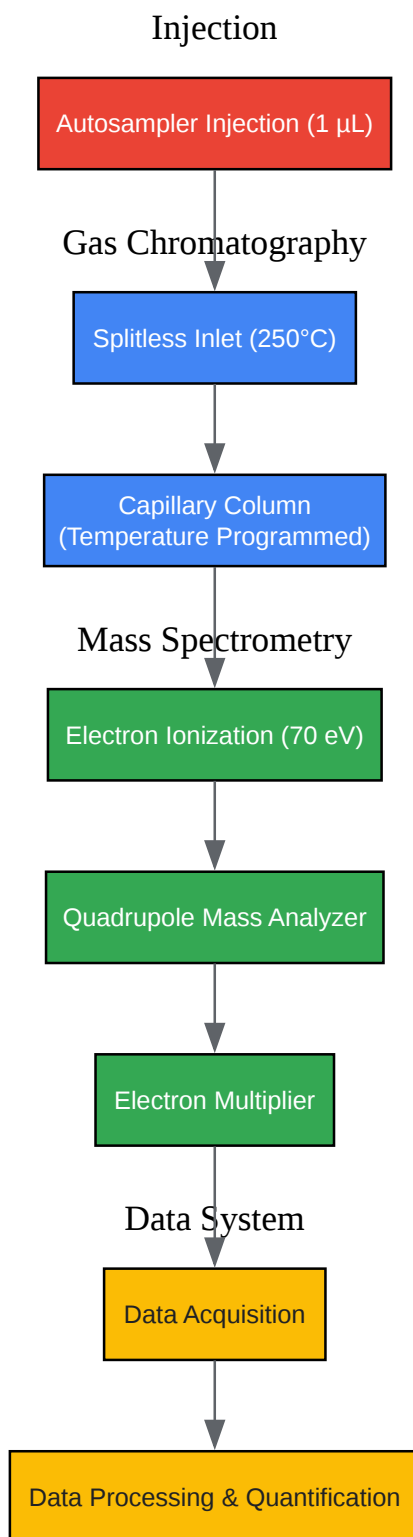 Injection
Autosampler Injection (1 µL)
Gas Chromatography
Splitless Inlet (250°C)
Capillary Column
(Temperature Programmed)
Mass Spectrometry
Electron Ionization (70 eV)
Quadrupole Mass Analyzer
Electron Multiplier
Data System
Data Acquisition
Data Processing & Quantification